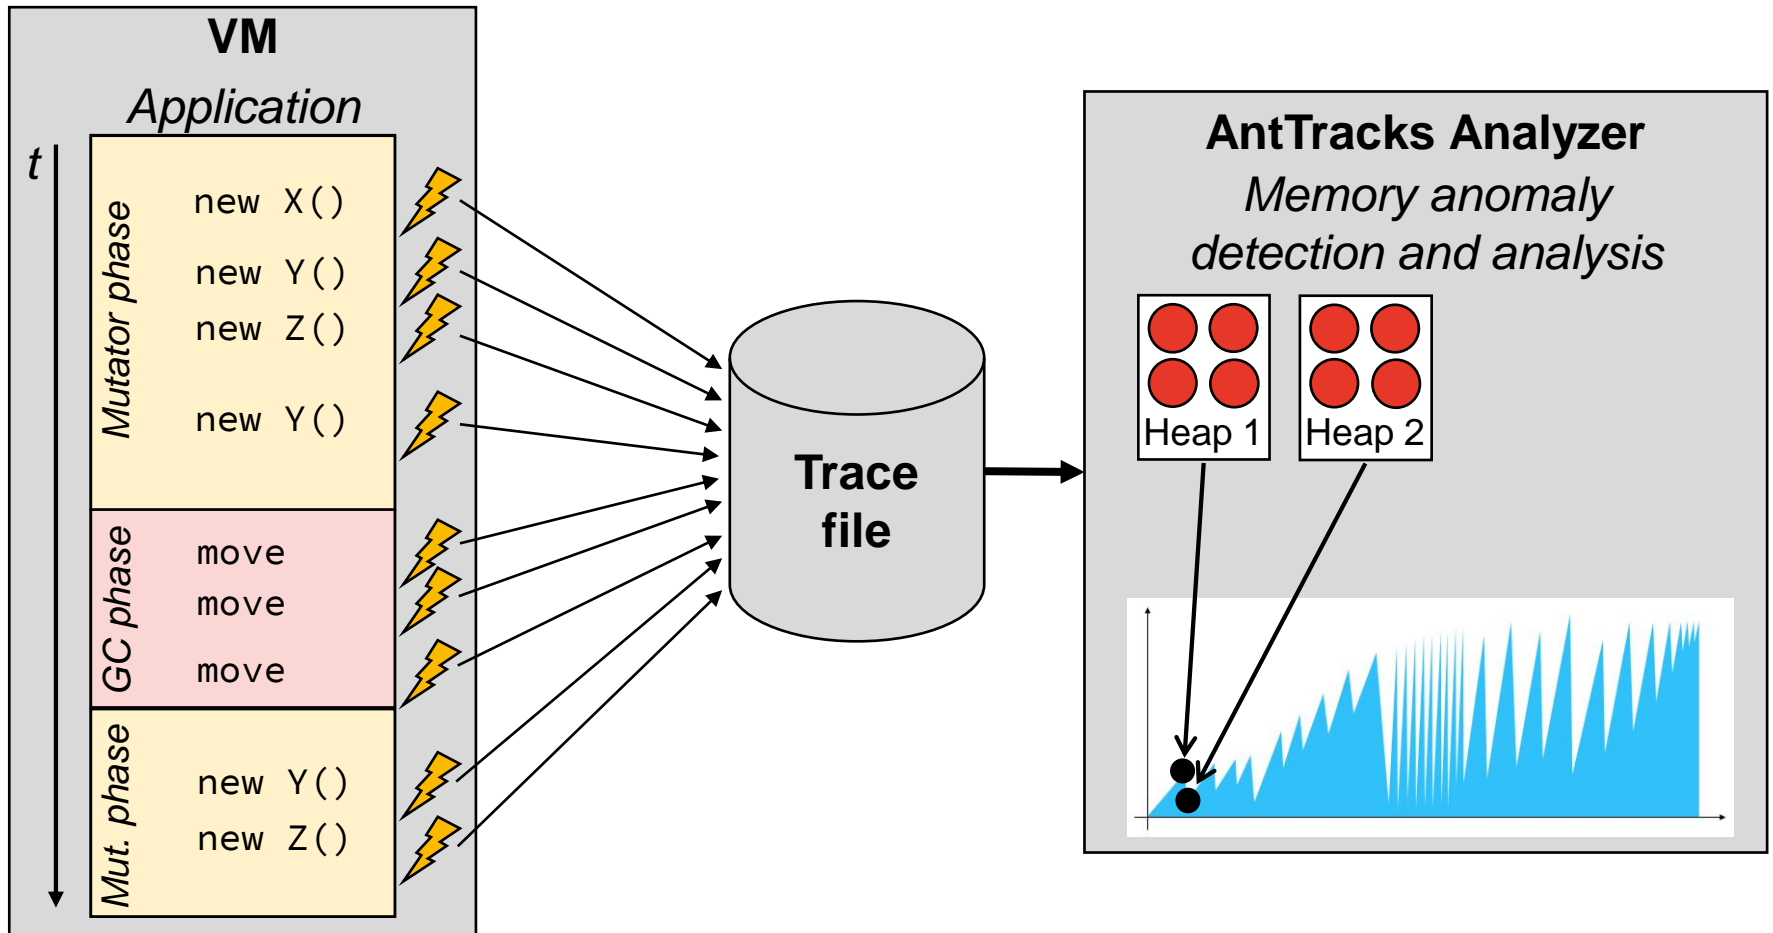 VM
Application
t
Mutator phase
new X()
new Y()
new Z()
new Y()
GC phase
move
move
move
Mut. phase
new Y()
new Z()
Trace
file
AntTracks Analyzer
Memory anomaly
detection and analysis
Heap 1
Heap 2